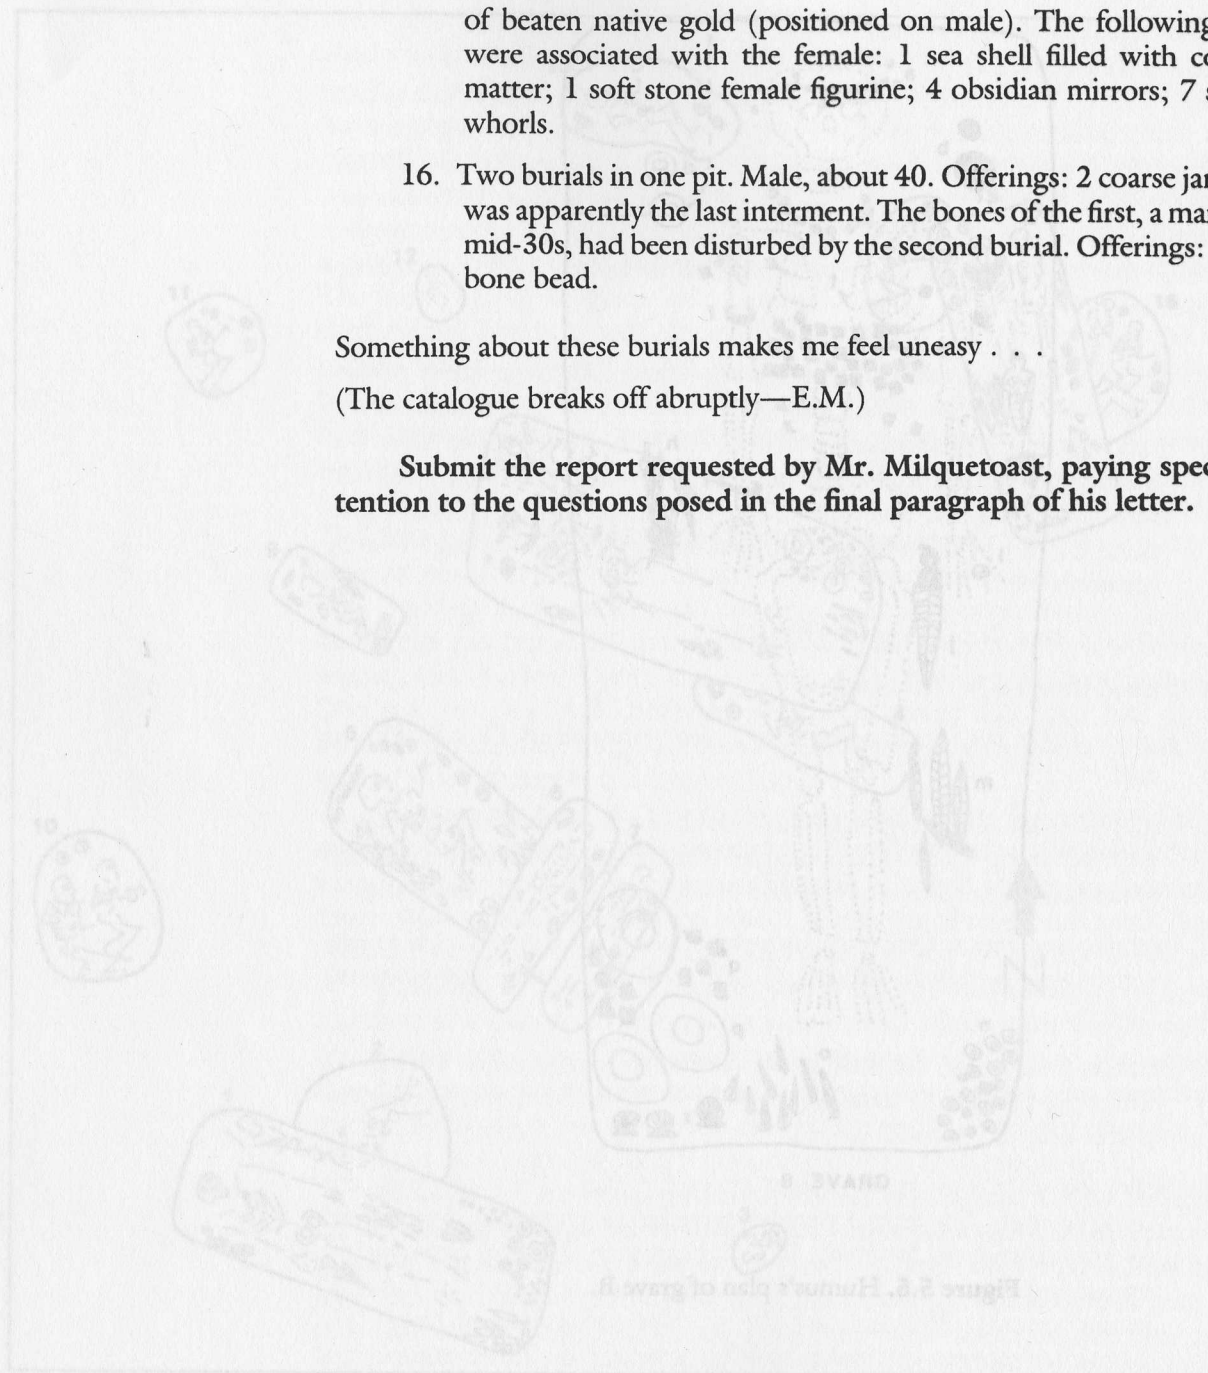 of beaten native gold (positioned on male). The following
were associated with the female: 1 sea shell filled with
matter; 1 soft stone female figurine; 4 obsidian mirrors; 7
whorls.
16. Two burials in one pit. Male, about 40. Offerings: 2 coarse
was apparently the last interment. The bones of the first, a
mid-30s, had been disturbed by the second burial. Offerings:
bone bead.
Something about these burials makes me feel uneasy . . .
(The catalogue breaks off abruptly—E.M.)
Submit the report requested by Mr. Milquetoast, paying
tention to the questions posed in the final paragraph of his letter.
GRAVE B
Figure 5.5. Humus's plan of grave B